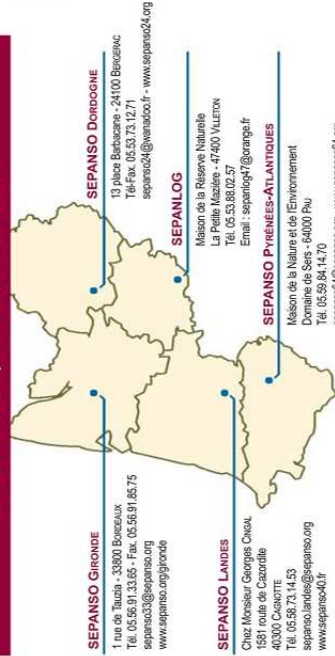 SEPANSO GIRONDE
1 rue de Tauzia - 33800 BORDEAUX
Tél. 05.56.91.33.65 - Fax. 05.56.91.85.75
sepanso33@sepanso.org
www.sepanso.org/gironde
SEPANSO LANDES
Chez Monsieur Georges CINGAL
1581 route de Cazordite
40300 CAGNOTTE
Tél. 05.58.73.14.53
sepanso.landes@sepanso.org
www.sepanso40.fr
SEPANSO DORDOGNE
13 place Barbacane - 24100 BERGERAC
Tél-Fax. 05.53.73.12.71
sepanso24@wanadoo.fr - www.sepanso24.org
SEPANLOG
Maison de la Réserve Naturelle
La Petite Mazière - 47400 VILLETON
Tél. 05.53.88.02.57
Email : sepanlog47@orange.fr
SEPANSO PYRÉNÉES-ATLANTIQUES
Maison de la Nature et de l'Environnement
Domaine de Sers - 64000 PAU
Tél. 05.59.84.14.70